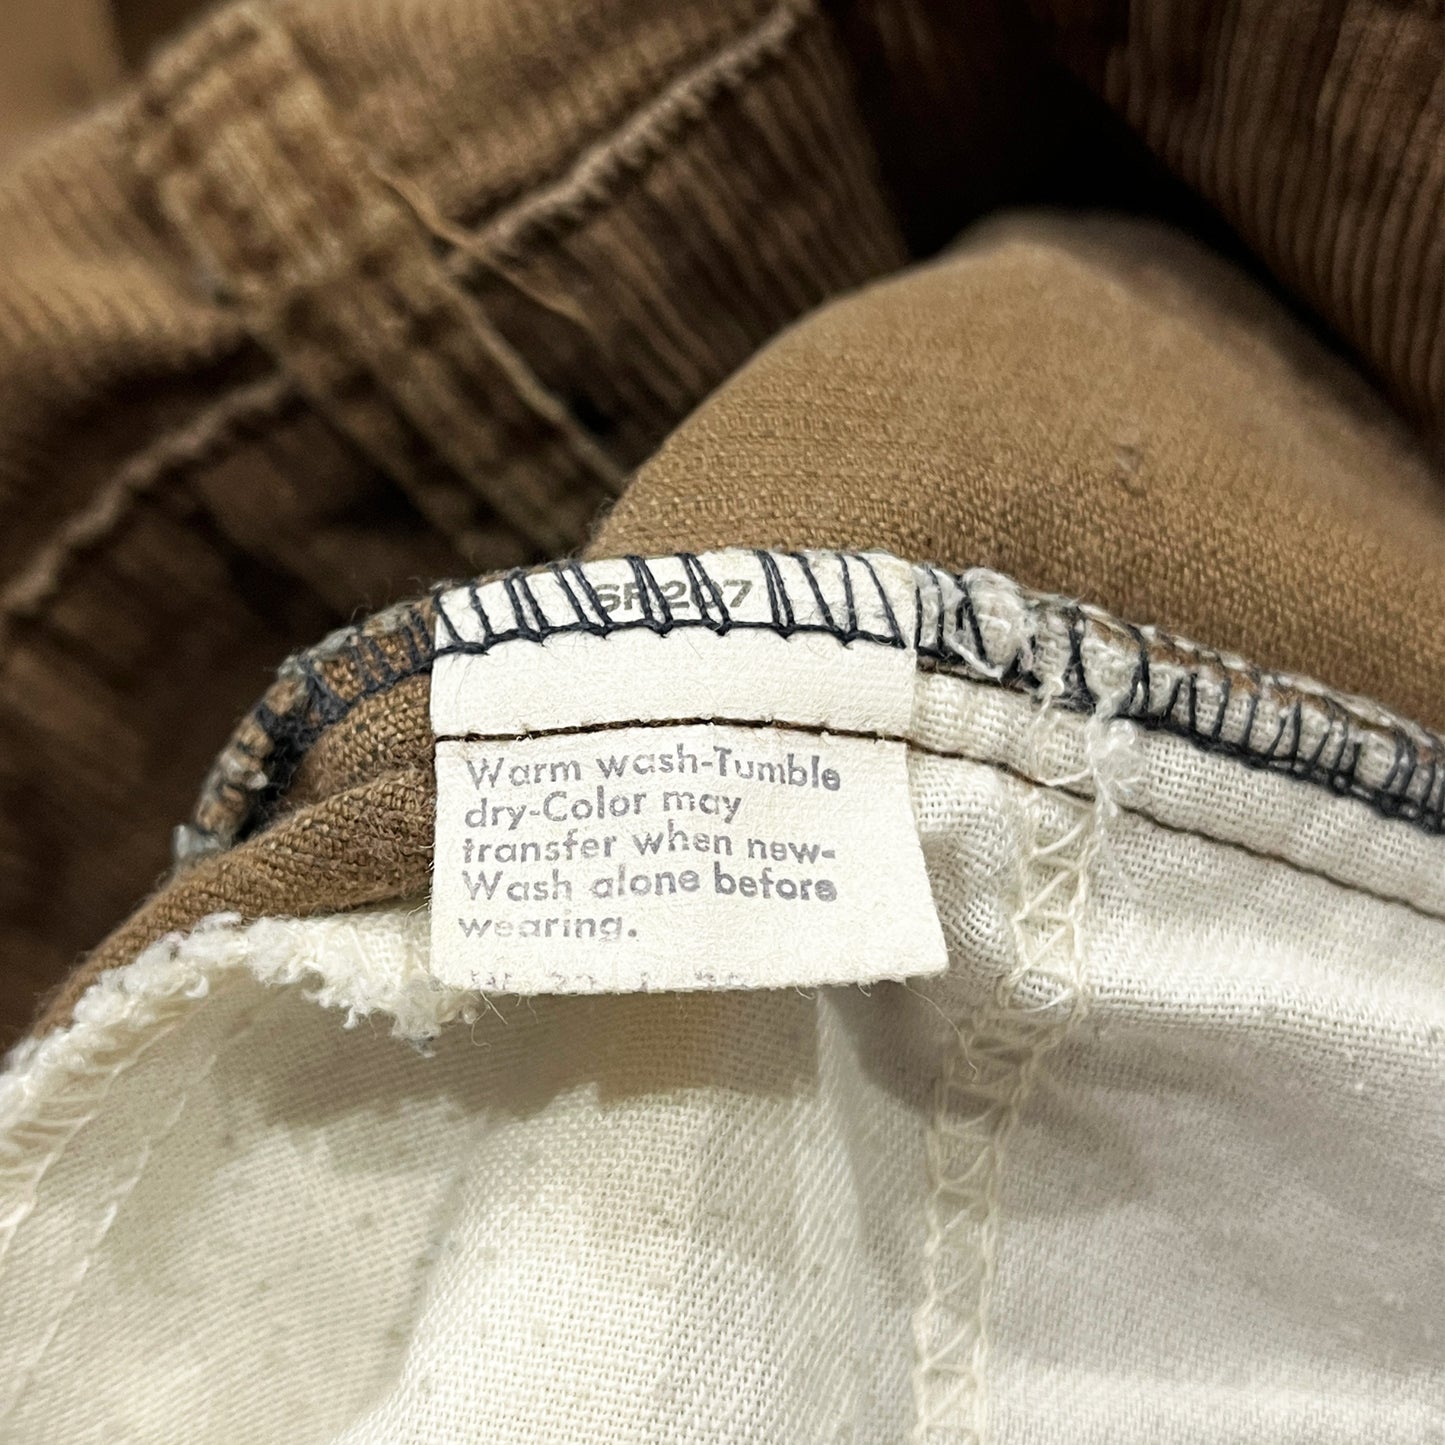 Warm wash-Tumble
dry-Color may
transfer when new-
Wash alone before
wearing.